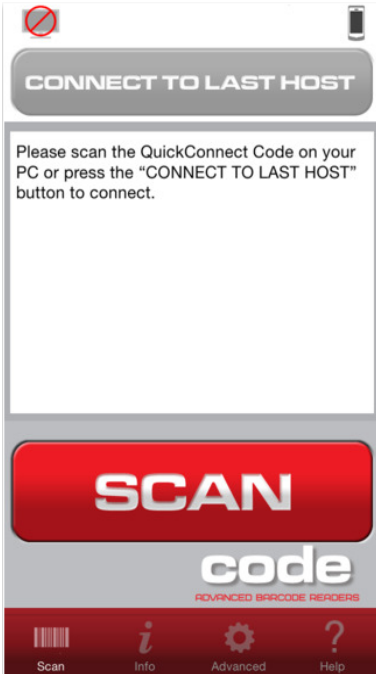 CONNECT TO LAST HOST
Please scan the QuickConnect Code on your
PC or press the “CONNECT TO LAST HOST”
button to connect.
SCAN
code
ADVANCED BARCODE READERS
Scan
Info
Advanced
Help